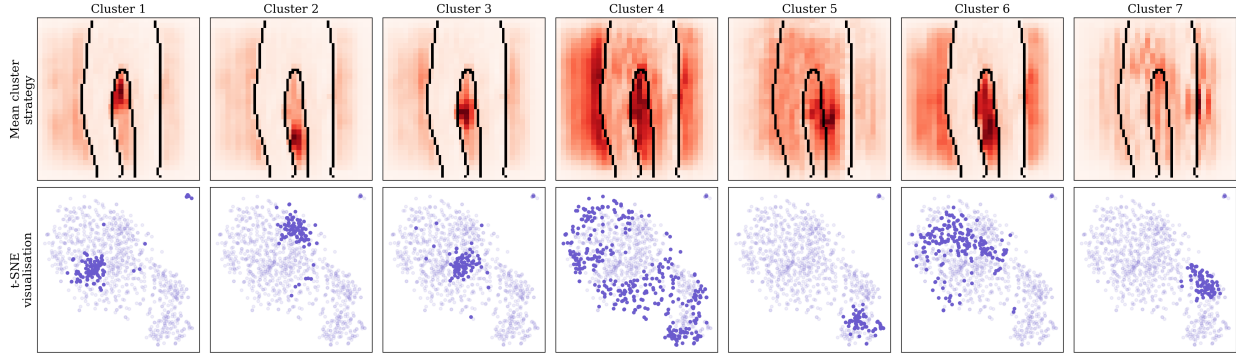 Cluster 1
Cluster 2
Cluster 3
Cluster 4
Cluster 5
Cluster 6
Cluster 7
Mean cluster
strategy
t-SNE
visualisation